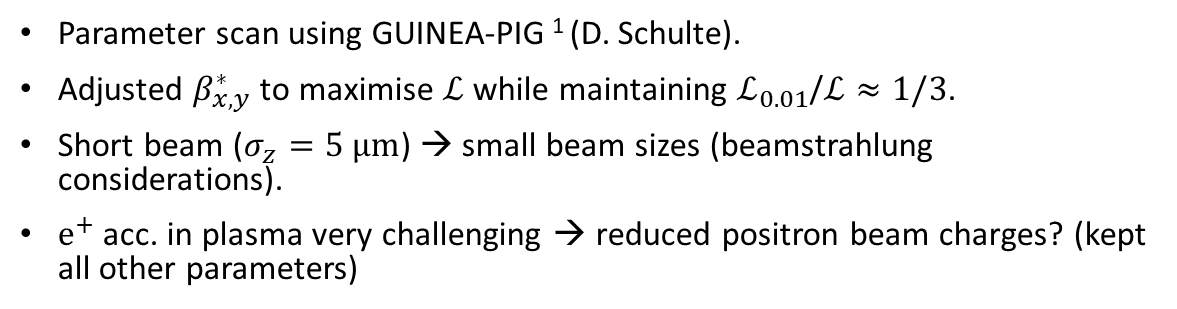 • Parameter scan using GUINEA-PIG ¹ (D. Schulte).
• Adjusted β*x,y to maximise ℒ while maintaining ℒ0.01/ℒ ≈ 1/3.
• Short beam (σz = 5 μm) → small beam sizes (beamstrahlung
considerations).
• e⁺ acc. in plasma very challenging → reduced positron beam charges? (kept
all other parameters)